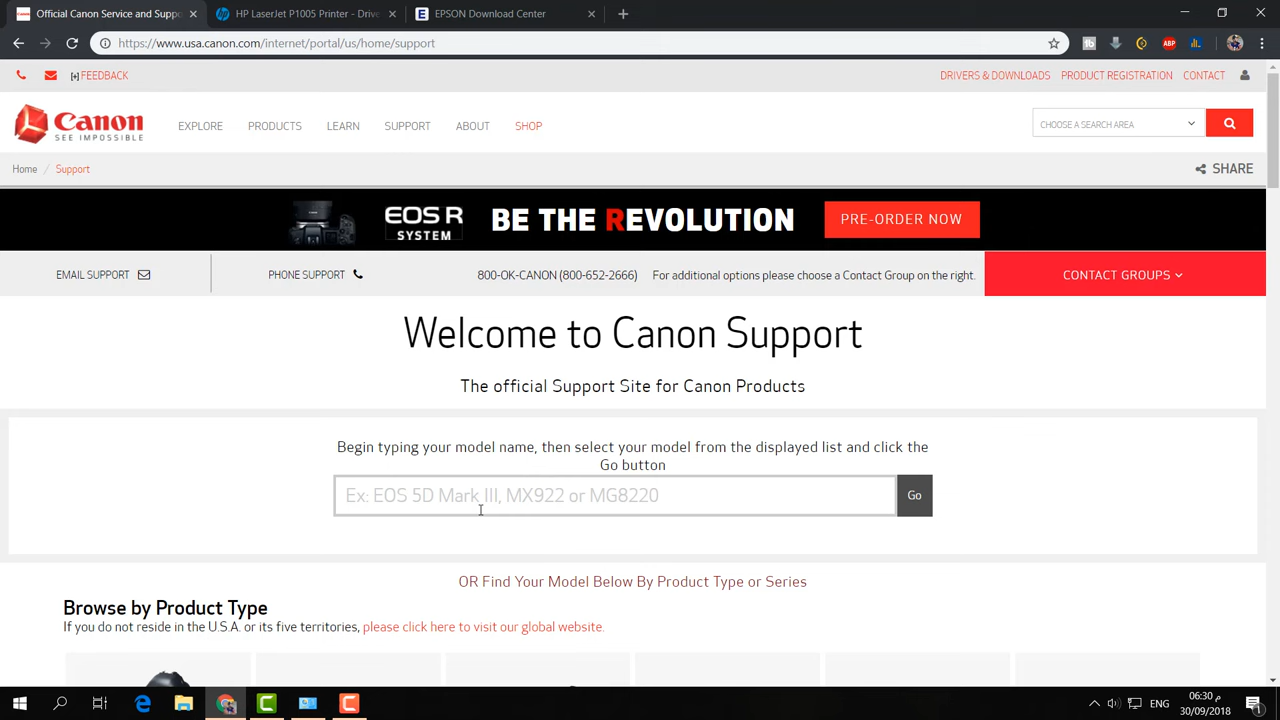 Canon Official Service and Supp
HP LaserJet P1005 Printer - Drive
EPSON Download Center
https://www.usa.canon.com/internet/portal/us/home/support
[+] FEEDBACK
DRIVERS & DOWNLOADS PRODUCT REGISTRATION CONTACT
Canon
SEE IMPOSSIBLE
EXPLORE PRODUCTS LEARN SUPPORT ABOUT SHOP
CHOOSE A SEARCH AREA
Home / Support
SHARE
EOS R
SYSTEM
BE THE REVOLUTION
PRE-ORDER NOW
EMAIL SUPPORT
PHONE SUPPORT
800-OK-CANON (800-652-2666) For additional options please choose a Contact Group on the right.
CONTACT GROUPS
Welcome to Canon Support
The official Support Site for Canon Products
Begin typing your model name, then select your model from the displayed list and click the
Go button
Ex: EOS 5D Mark III, MX922 or MG8220
Go
OR Find Your Model Below By Product Type or Series
Browse by Product Type
If you do not reside in the U.S.A. or its five territories, please click here to visit our global website.
ENG
06:30 م
30/09/2018